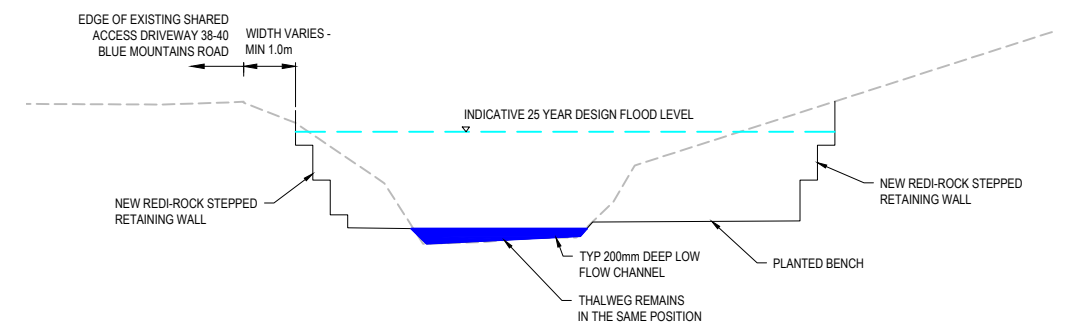 EDGE OF EXISTING SHARED
ACCESS DRIVEWAY 38-40
BLUE MOUNTAINS ROAD
WIDTH VARIES -
MIN 1.0m
INDICATIVE 25 YEAR DESIGN FLOOD LEVEL
NEW REDI-ROCK STEPPED
RETAINING WALL
NEW REDI-ROCK STEPPED
RETAINING WALL
TYP 200mm DEEP LOW
FLOW CHANNEL
PLANTED BENCH
THALWEG REMAINS
IN THE SAME POSITION